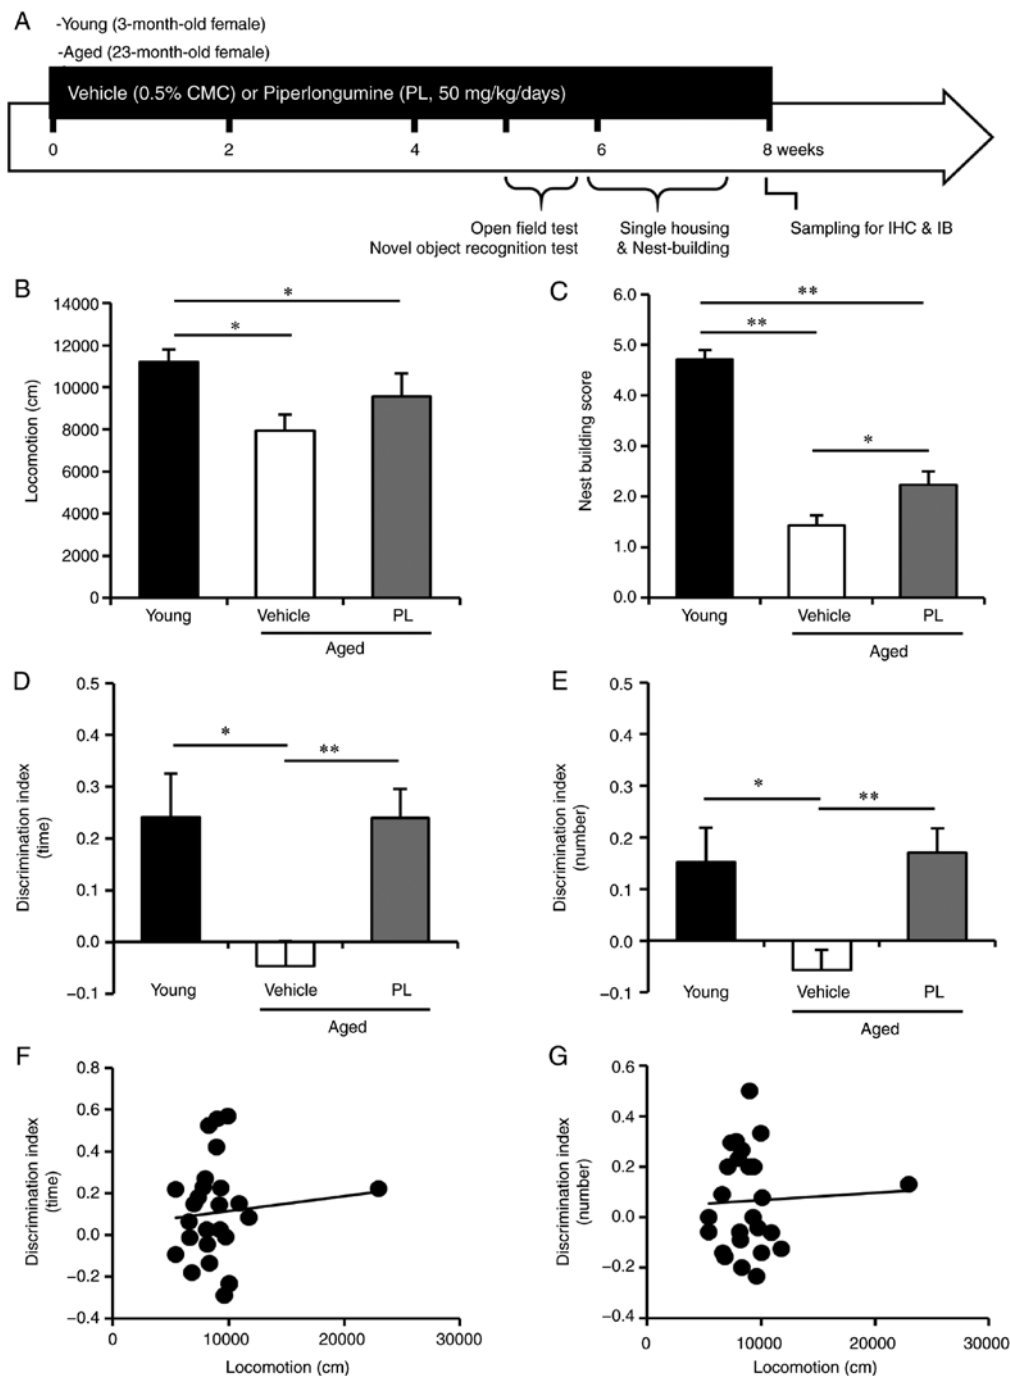 A
-Young (3-month-old female)
-Aged (23-month-old female)
Vehicle (0.5% CMC) or Piperlongumine (PL, 50 mg/kg/days)
0 2 4 6 8 weeks
Open field test
Novel object recognition test
Single housing
& Nest-building
Sampling for IHC & IB
B
14000
12000
10000
8000
6000
4000
2000
0
Locomotion (cm)
*
*
Young Vehicle PL
Aged
C
6.0
5.0
4.0
3.0
2.0
1.0
0.0
Nest building score
**
**
*
Young Vehicle PL
Aged
D
0.5
0.4
0.3
0.2
0.1
0.0
−0.1
Discrimination index
(time)
*
**
Young Vehicle PL
Aged
E
0.5
0.4
0.3
0.2
0.1
0.0
−0.1
Discrimination index
(number)
*
**
Young Vehicle PL
Aged
F
0.8
0.6
0.4
0.2
0.0
−0.2
−0.4
Discrimination index
(time)
0 10000 20000 30000
Locomotion (cm)
G
0.6
0.4
0.2
0.0
−0.2
−0.4
Discrimination index
(number)
0 10000 20000 30000
Locomotion (cm)